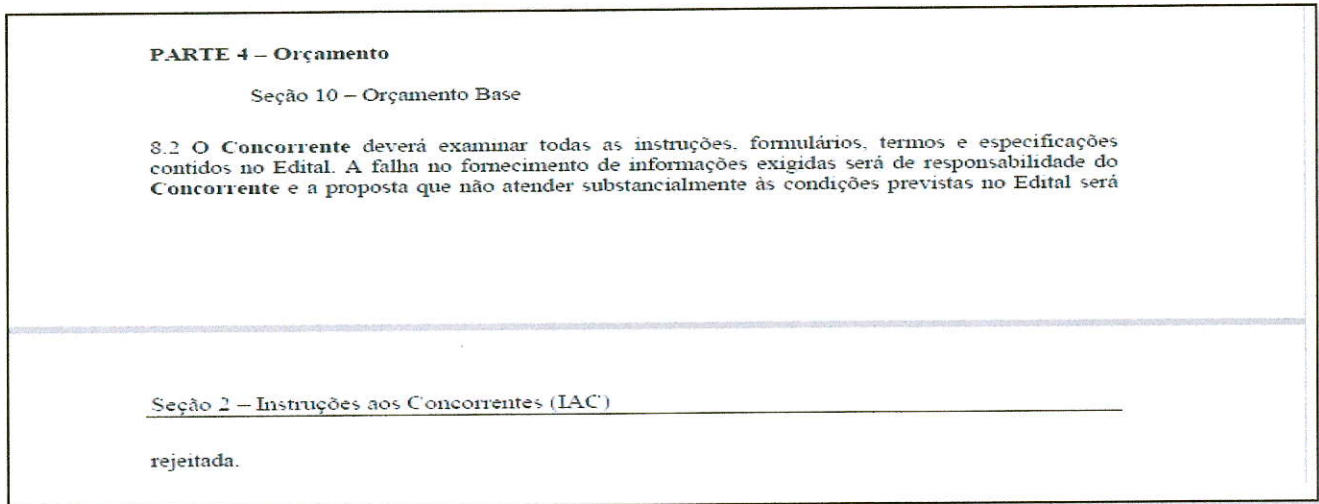 PARTE 4 – Orçamento
Seção 10 – Orçamento Base
8.2 O Concorrente deverá examinar todas as instruções, formulários, termos e especificações
contidos no Edital. A falha no fornecimento de informações exigidas será de responsabilidade do
Concorrente e a proposta que não atender substancialmente às condições previstas no Edital será
Seção 2 – Instruções aos Concorrentes (IAC)
rejeitada.